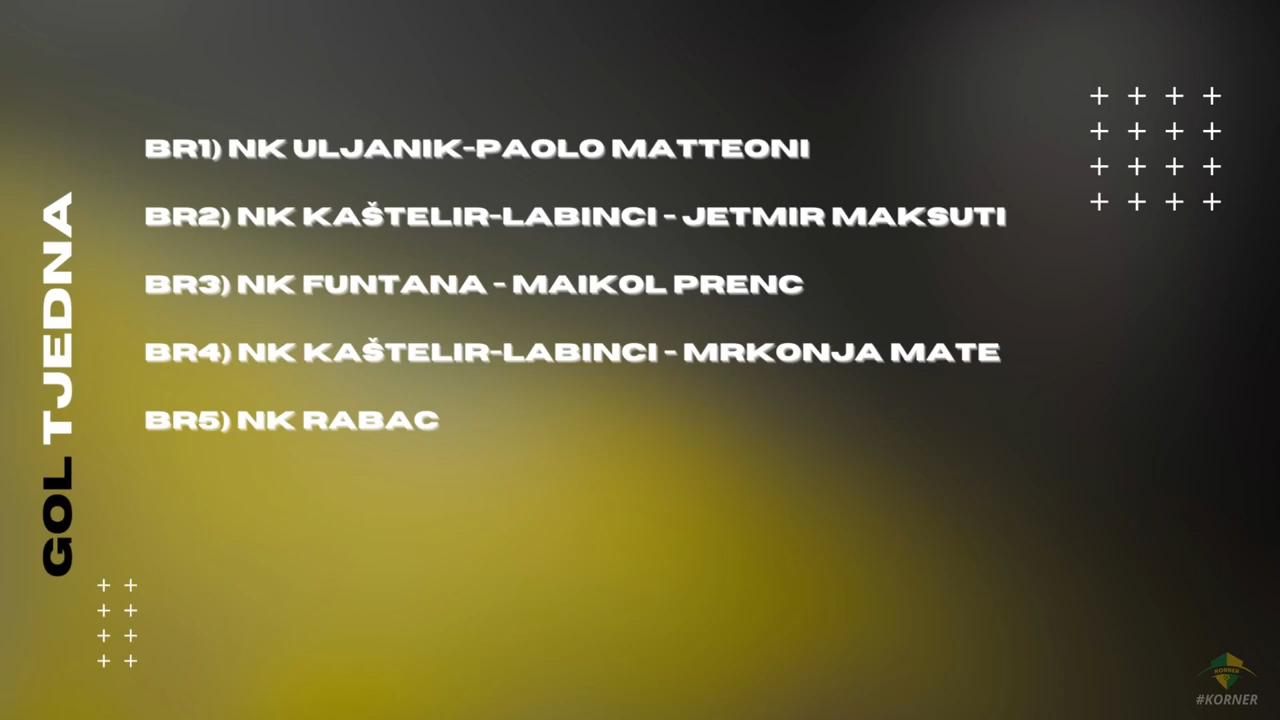 BR1) NK ULJANIK-PAOLO MATTEONI
BR2) NK KAŠTELIR-LABINCI - JETMIR MAKSUTI
BR3) NK FUNTANA - MAIKOL PRENC
BR4) NK KAŠTELIR-LABINCI - MRKONJA MATE
BR5) NK RABAC
GOL TJEDNA
KORNER
#KORNER